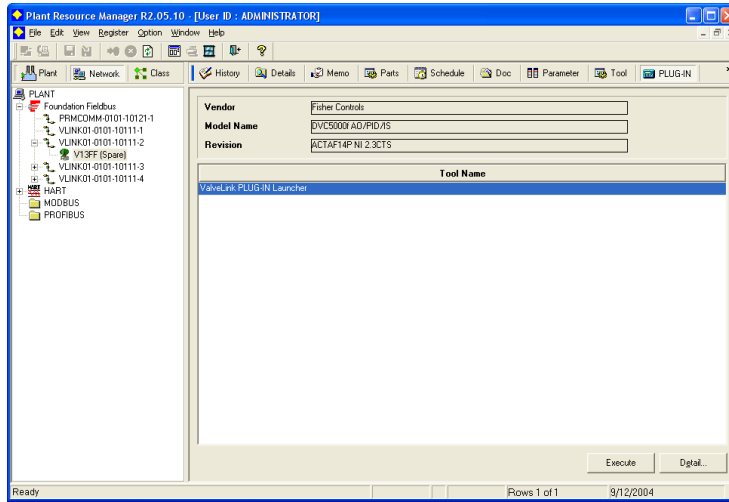 Plant Resource Manager R2.05.10 - [User ID : ADMINISTRATOR]
File Edit View Register Option Window Help
Plant Network Class History Details Memo Parts Schedule Doc Parameter Tool PLUG-IN
PLANT
Foundation Fieldbus
PRMCOMM-0101-10121-1
VLINK01-0101-10111-1
VLINK01-0101-10111-2
V13FF (Spare)
VLINK01-0101-10111-3
VLINK01-0101-10111-4
HART
MODBUS
PROFIBUS
Vendor Fisher Controls
Model Name DVC5000f AO/PID/IS
Revision ACTAF14P NI 2.3CTS
Tool Name
ValveLink PLUG-IN Launcher
Execute Detail...
Ready Rows 1 of 1 9/12/2004